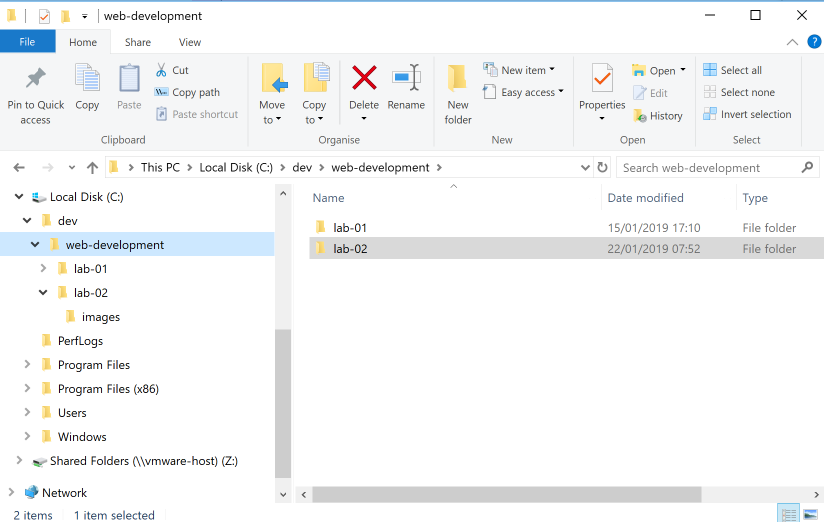 web-development
File Home Share View
Pin to Quick access
Copy
Paste
Cut
Copy path
Paste shortcut
Clipboard
Move to
Copy to
Delete
Rename
Organise
New folder
New item
Easy access
New
Properties
Open
Edit
History
Open
Select all
Select none
Invert selection
Select
This PC > Local Disk (C:) > dev > web-development >
Search web-development
Local Disk (C:)
dev
web-development
lab-01
lab-02
images
PerfLogs
Program Files
Program Files (x86)
Users
Windows
Shared Folders (\\vmware-host) (Z:)
Network
Name Date modified Type
lab-01 15/01/2019 17:10 File folder
lab-02 22/01/2019 07:52 File folder
2 items 1 item selected